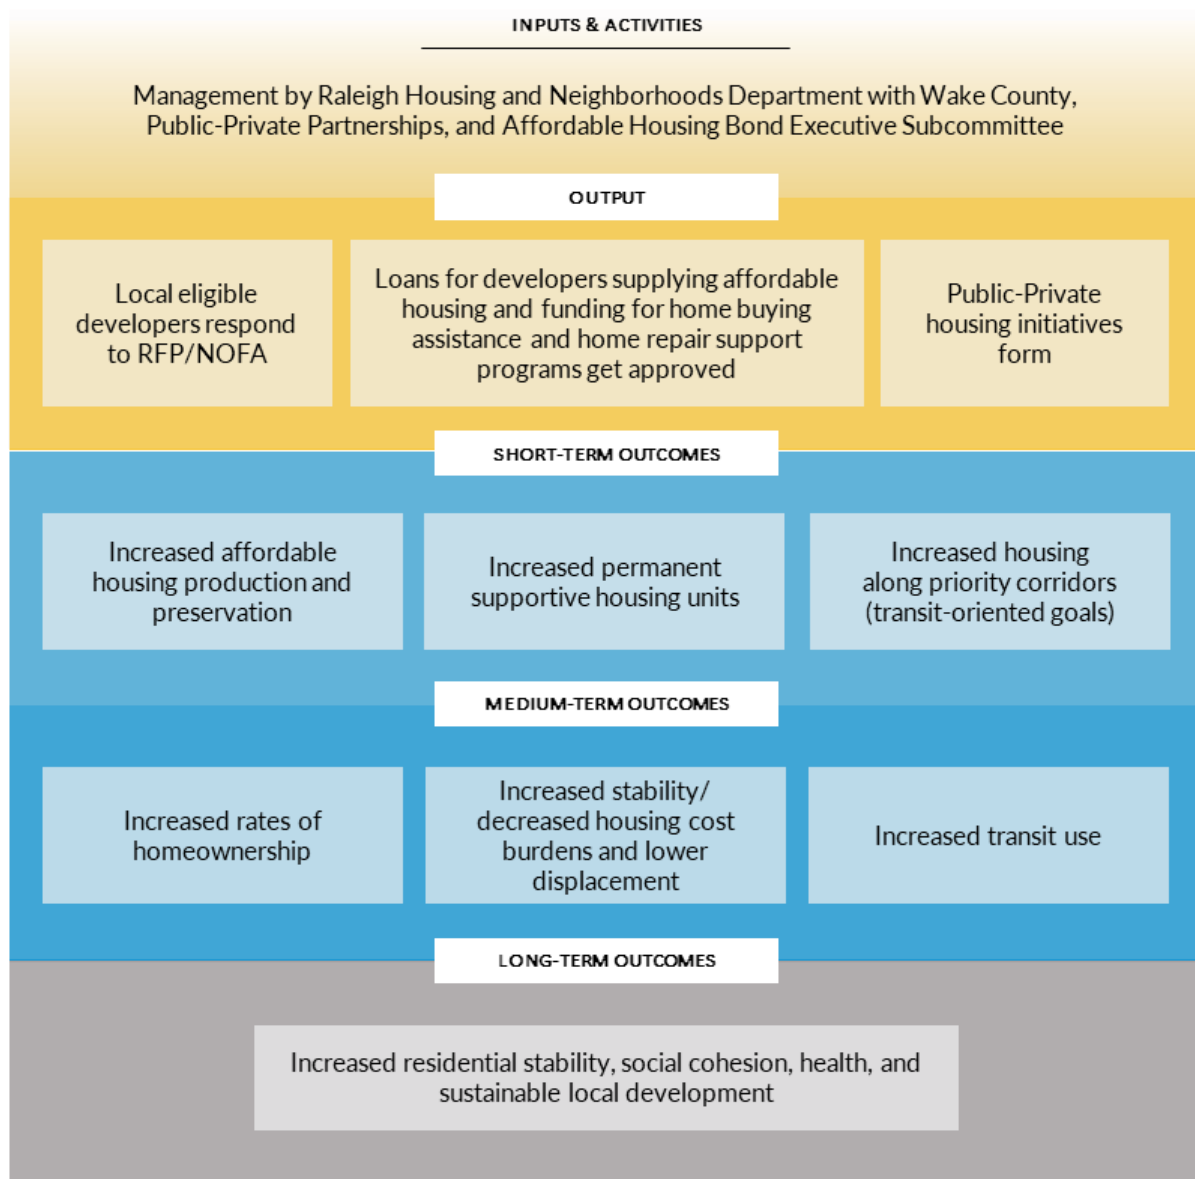 INPUTS & ACTIVITIES
Management by Raleigh Housing and Neighborhoods Department with Wake County,
Public-Private Partnerships, and Affordable Housing Bond Executive Subcommittee
OUTPUT
Local eligible
developers respond
to RFP/NOFA
Loans for developers supplying affordable
housing and funding for home buying
assistance and home repair support
programs get approved
Public-Private
housing initiatives
form
SHORT-TERM OUTCOMES
Increased affordable
housing production and
preservation
Increased permanent
supportive housing units
Increased housing
along priority corridors
(transit-oriented goals)
MEDIUM-TERM OUTCOMES
Increased rates of
homeownership
Increased stability/
decreased housing cost
burdens and lower
displacement
Increased transit use
LONG-TERM OUTCOMES
Increased residential stability, social cohesion, health, and
sustainable local development